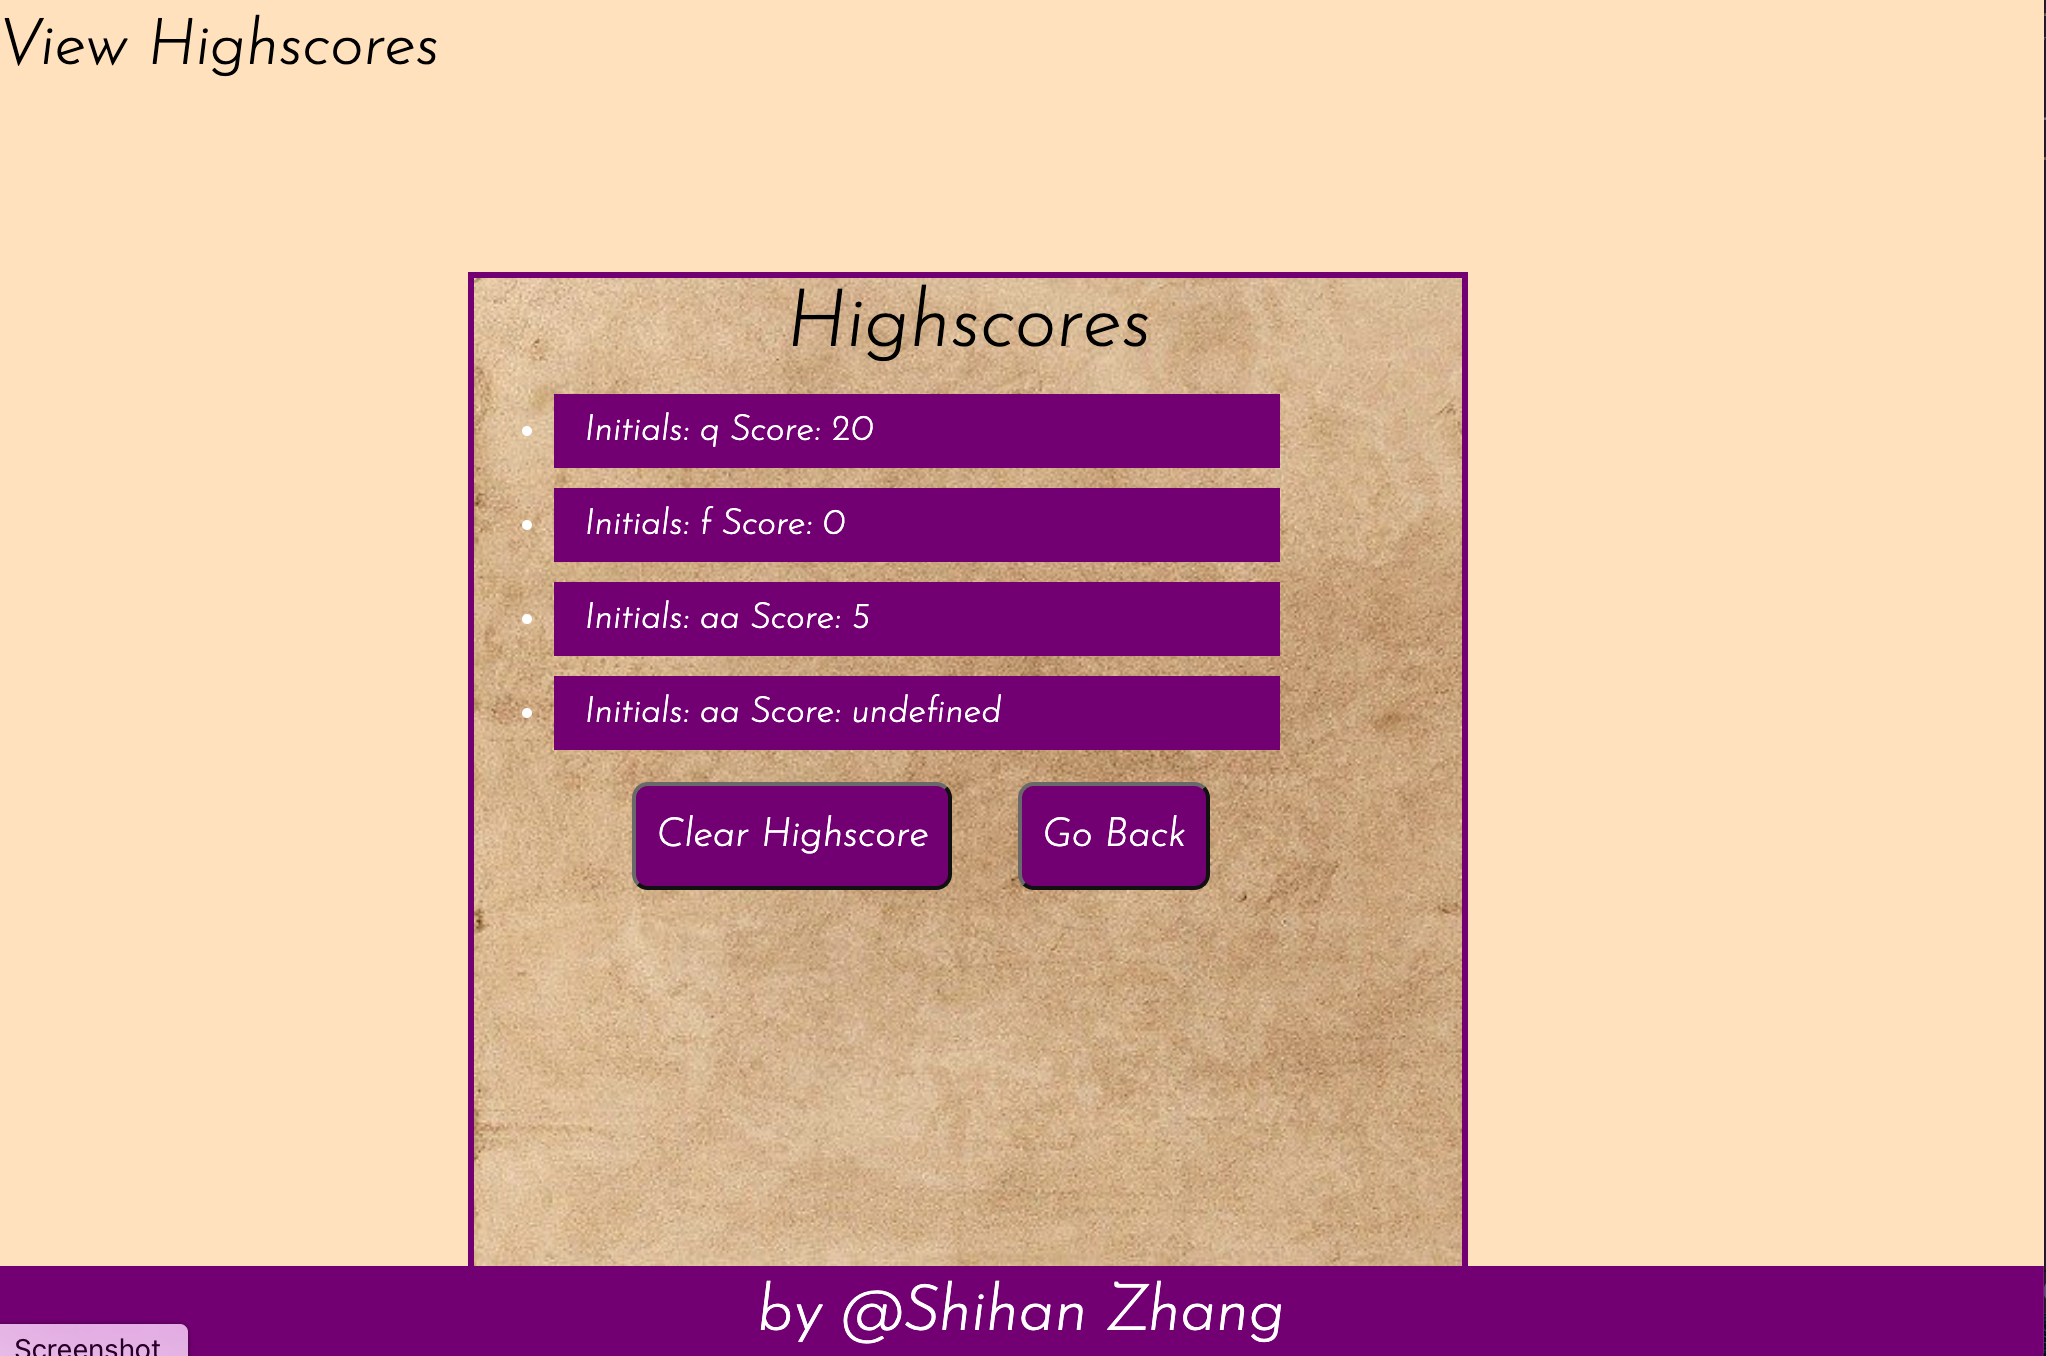 View Highscores
Highscores
Initials: q Score: 20
Initials: f Score: 0
Initials: aa Score: 5
Initials: aa Score: undefined
Clear Highscore Go Back
by @Shihan Zhang
Screenshot